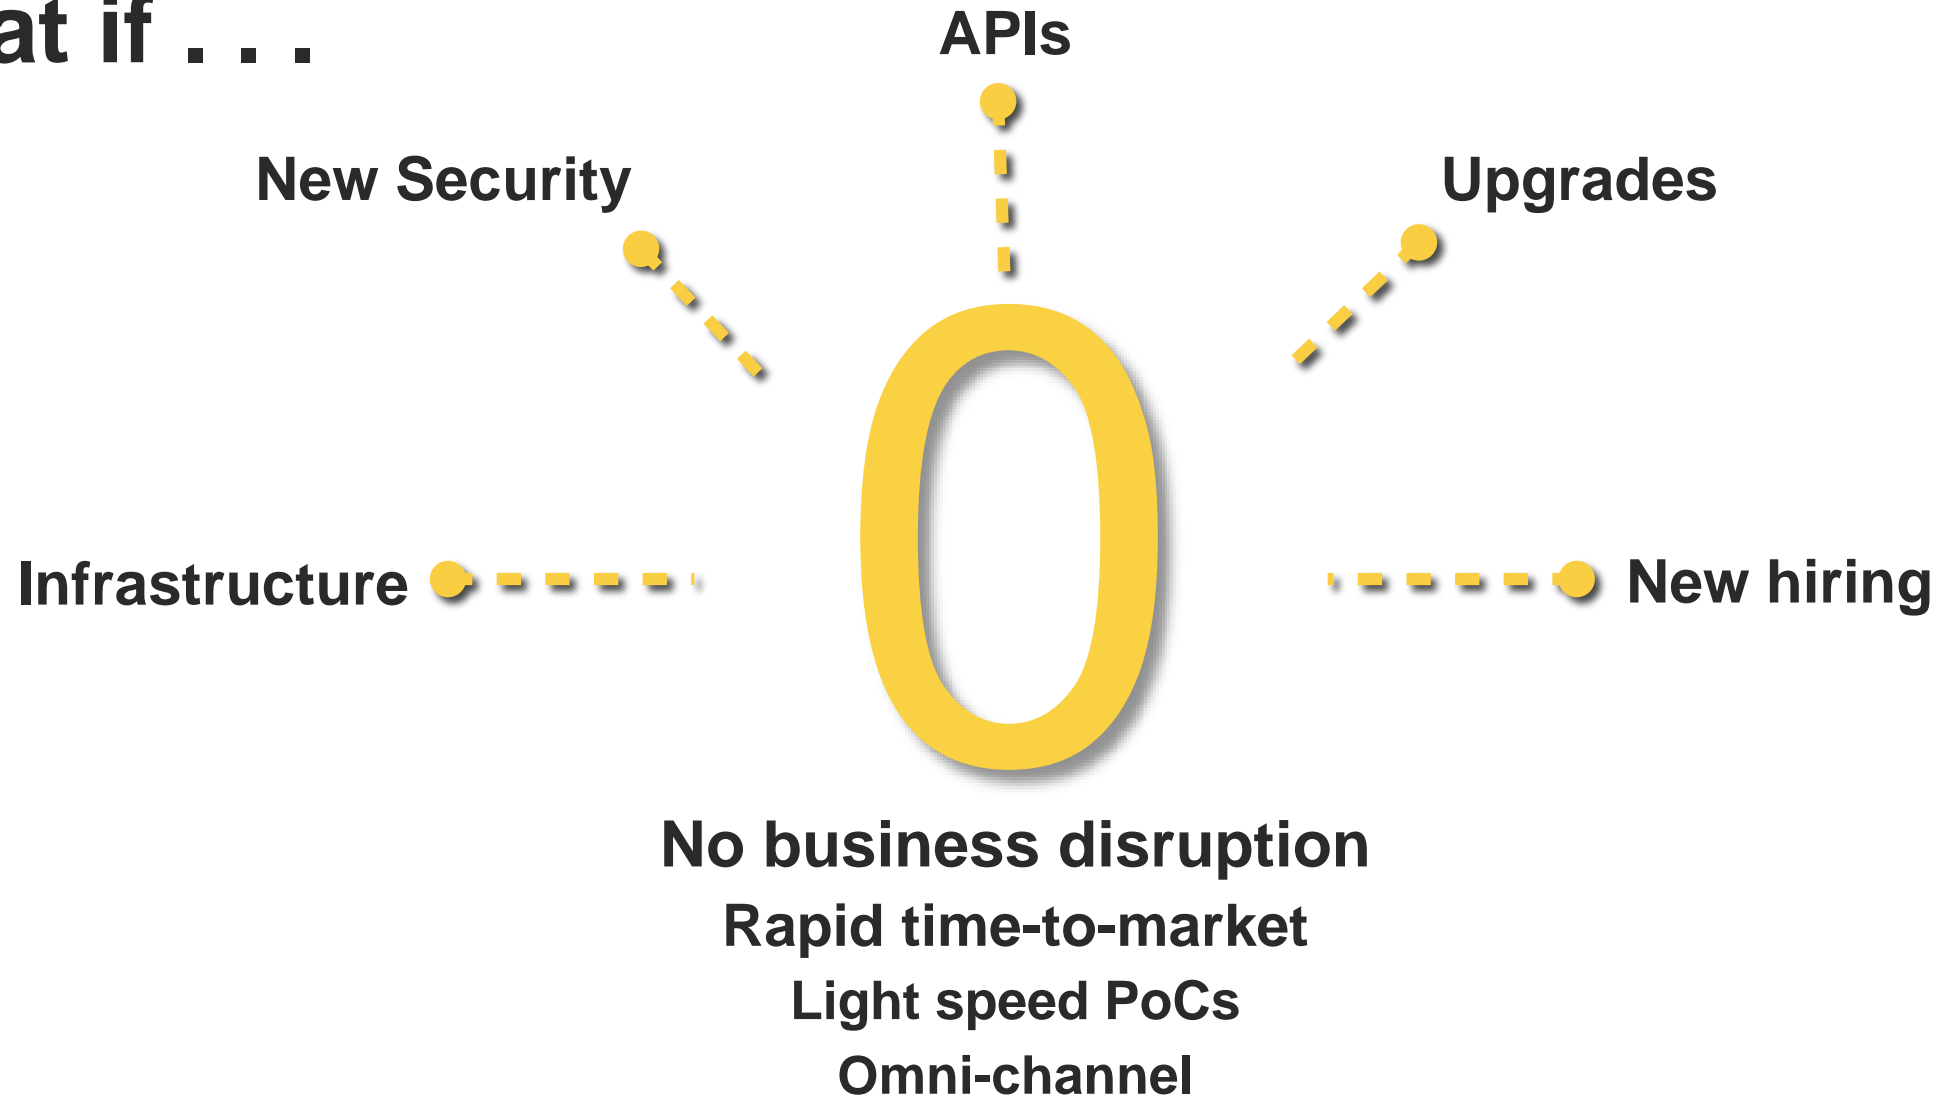 at if . . .
APIs
New Security
Upgrades
Infrastructure
0
New hiring
No business disruption
Rapid time-to-market
Light speed PoCs
Omni-channel